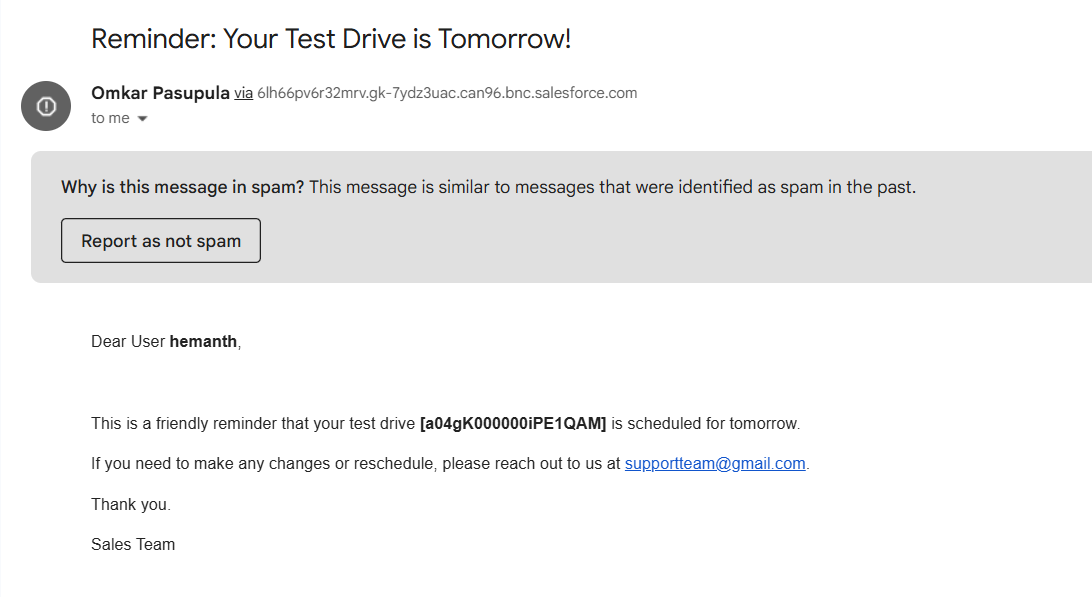 Reminder: Your Test Drive is Tomorrow!
Omkar Pasupula via 6lh66pv6r32mrv.gk-7ydz3uac.can96.bnc.salesforce.com
to me
Why is this message in spam? This message is similar to messages that were identified as spam in the past.
Report as not spam
Dear User hemanth,
This is a friendly reminder that your test drive [a04gK000000iPE1QAM] is scheduled for tomorrow.
If you need to make any changes or reschedule, please reach out to us at supportteam@gmail.com.
Thank you.
Sales Team